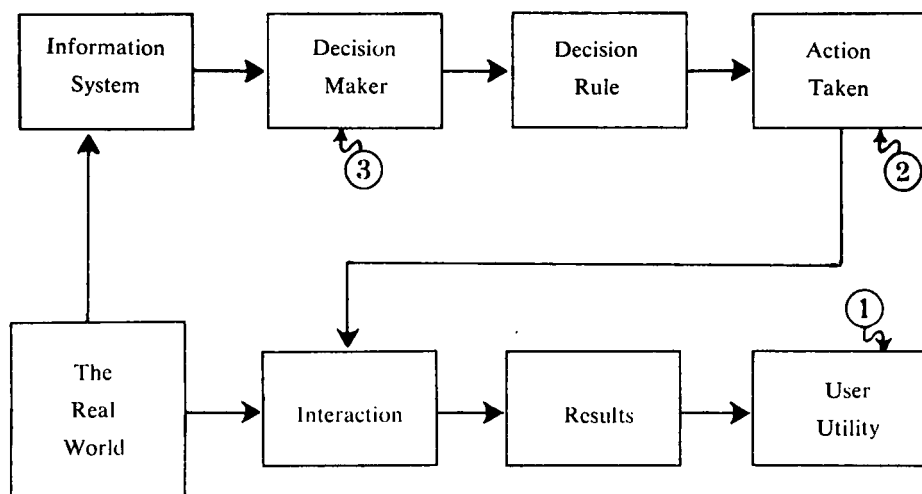 Information
System
Decision
Maker
Decision
Rule
Action
Taken
3
2
1
The
Real
World
Interaction
Results
User
Utility